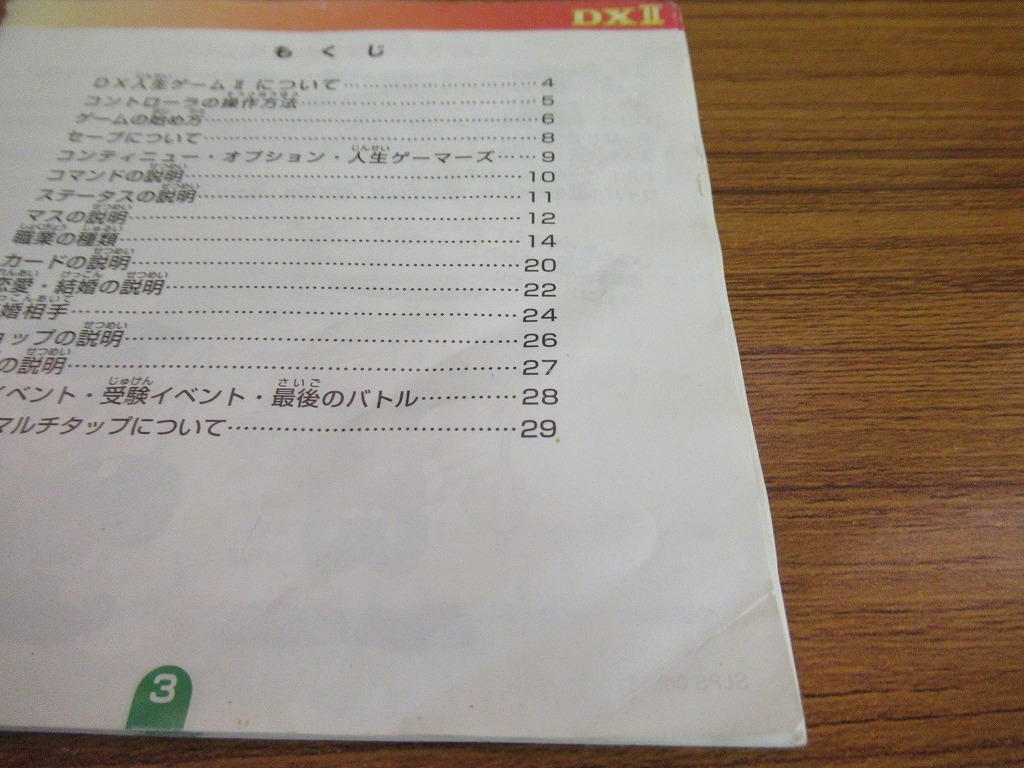 DXⅡ
もくじ
DX人生ゲームⅡ について 4
コントローラの操作方法 5
ゲームの始め方 6
セーブについて 8
コンティニュー・オプション・人生ゲーマーズ 9
コマンドの説明 10
ステータスの説明 11
マスの説明 12
職業の種類 14
カードの説明 20
恋愛・結婚の説明 22
婚相手 24
ョップの説明 26
の説明 27
イベント・受験イベント・最後のバトル 28
マルチタップについて 29
3